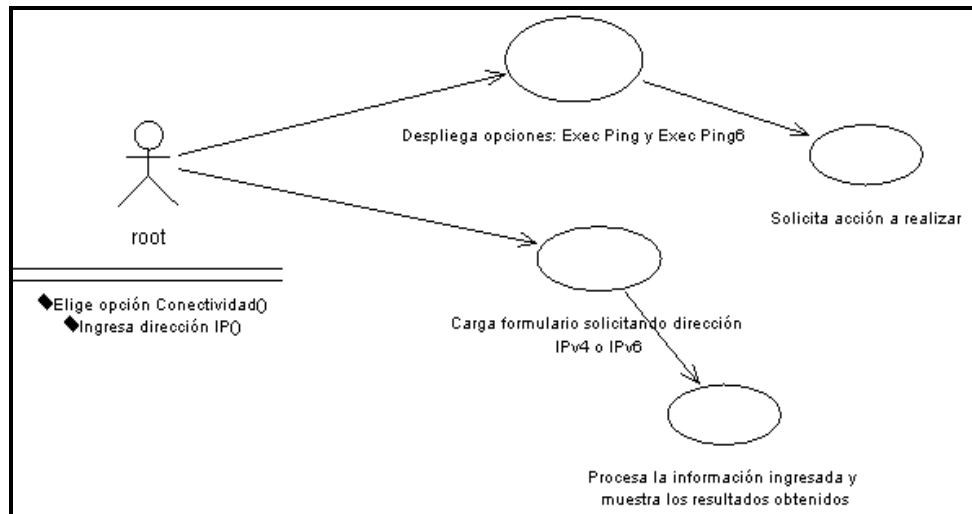 Despliega opciones: Exec Ping y Exec Ping6
Solicita acción a realizar
root
Elige opción Conectividad()
Ingresa dirección IP()
Carga formulario solicitando dirección
IPv4 o IPv6
Procesa la información ingresada y
muestra los resultados obtenidos